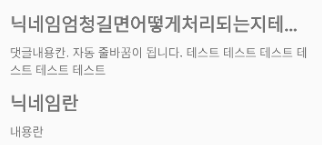 닉네임엄청길면어떻게처리되는지테...
댓글내용칸. 자동 줄바꿈이 됩니다. 테스트 테스트 테스트 테
스트 테스트 테스트
닉네임란
내용란